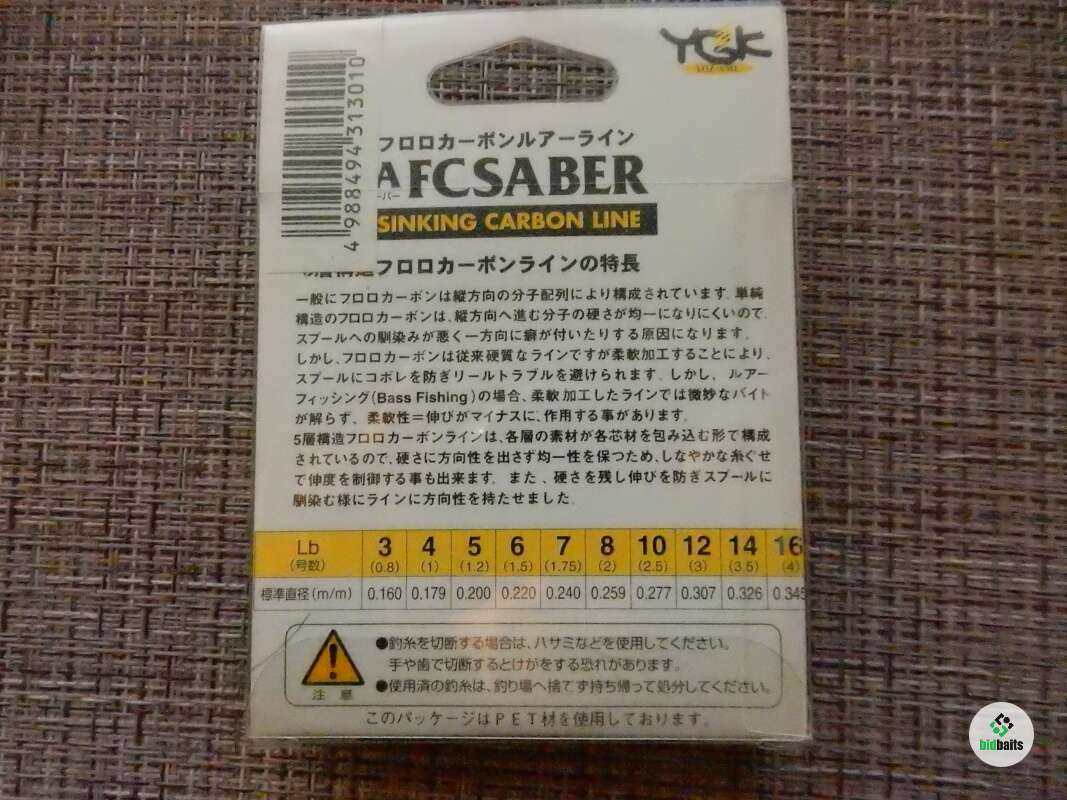 YGK
フロロカーボンルアーライン
4 988494 313010
AFCSABER
ーバー
SINKING CARBON LINE
フロロカーボンラインの特長
一般にフロロカーボンは縦方向の分子配列により構成されています。単純
構造のフロロカーボンは、縦方向へ進む分子の硬さが均一になりにくいので、
スプールへの馴染みが悪く一方向に癖が付いたりする原因になります。
しかし、フロロカーボンは従来硬質なラインですが柔軟加工することにより、
スプールにコボレを防ぎリールトラブルを避けられます。しかし、ルアー
フィッシング(Bass Fishing)の場合、柔軟加工したラインでは微妙なバイト
が解らず、柔軟性=伸びがマイナスに、作用する事があります。
5層構造フロロカーボンラインは、各層の素材が各芯材を包み込む形で構成
されているので、硬さに方向性を出さず均一性を保つため、しなやかな糸ぐせ
で伸度を制御する事も出来ます。また、硬さを残し伸びを防ぎスプールに
馴染む様にラインに方向性を持たせました。
Lb 3 4 5 6 7 8 10 12 14 16
(号数) (0.8) (1) (1.2) (1.5) (1.75) (2) (2.5) (3) (3.5) (4)
標準直径(m/m) 0.160 0.179 0.200 0.220 0.240 0.259 0.277 0.307 0.326 0.345
●釣糸を切断する場合は、ハサミなどを使用してください。
手や歯で切断するとけがをする恐れがあります。
注意
●使用済の釣糸は、釣り場へ捨てず持ち帰って処分してください。
このパッケージはPET材を使用しております。
bidbaits